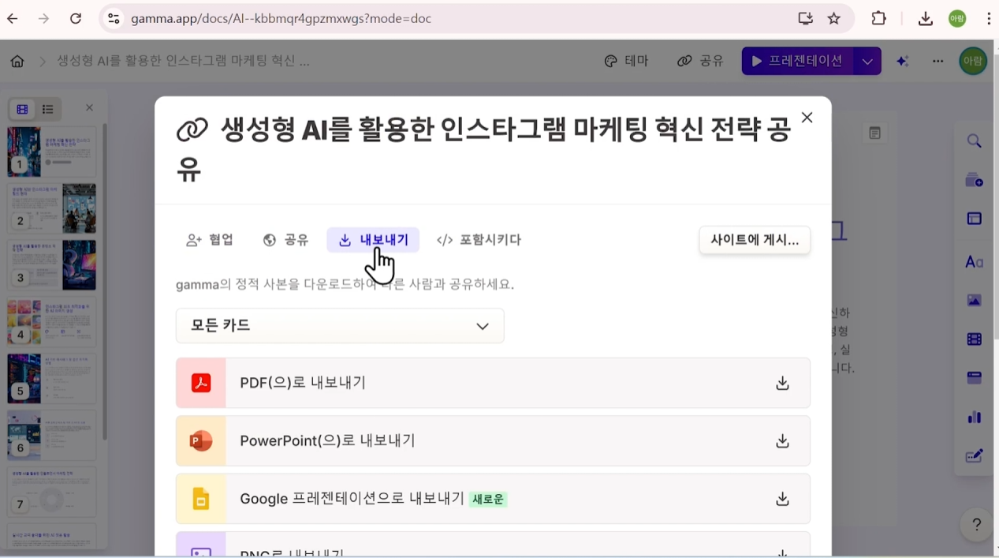 gamma.app/docs/AI--kbbmqr4gpzmxwgs?mode=doc
아람
생성형 AI를 활용한 인스타그램 마케팅 혁신 ...
테마
공유
프레젠테이션
아람
생성형 AI를 활용한 인스타그램 마케팅 혁신 전략 공
유
협업
공유
내보내기
포함시키다
사이트에 게시...
gamma의 정적 사본을 다운로드하여 다른 사람과 공유하세요.
모든 카드
PDF(으)로 내보내기
PowerPoint(으)로 내보내기
Google 프레젠테이션으로 내보내기 새로운
PNG로 내보내기
1
2
3
4
5
6
7
Aa
?